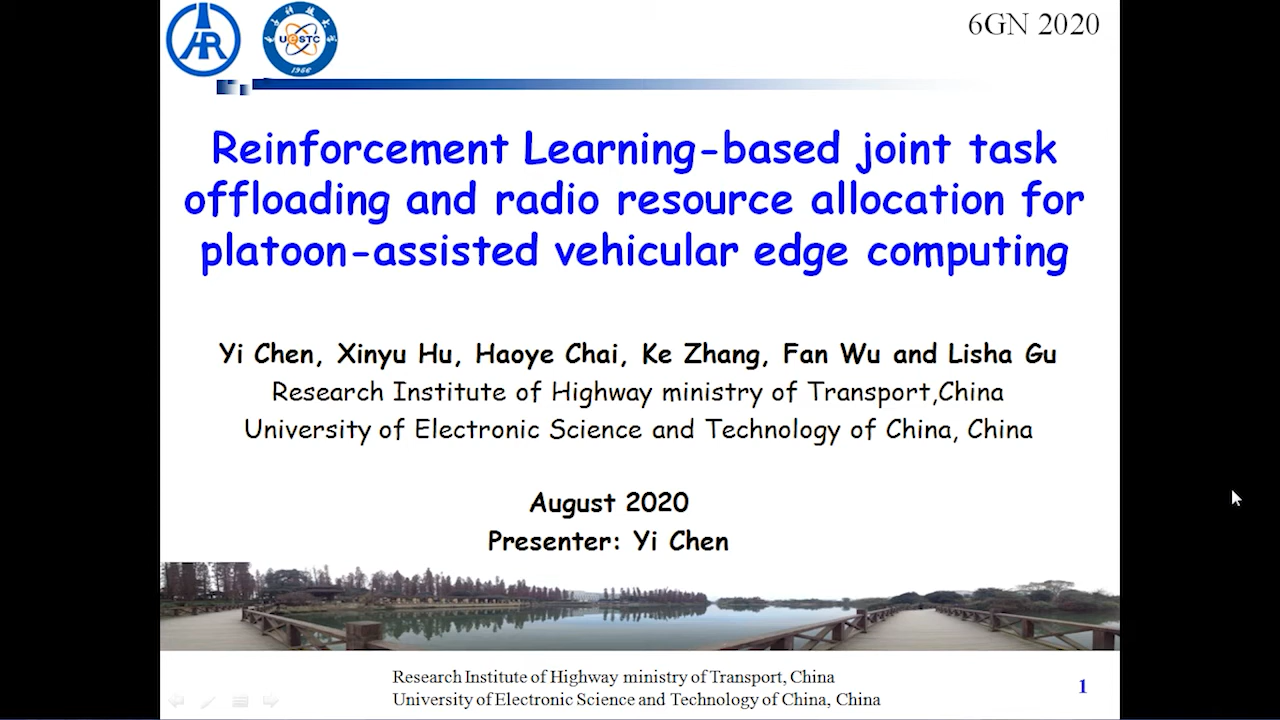 6GN 2020
UESTC
1956
Reinforcement Learning-based joint task
offloading and radio resource allocation for
platoon-assisted vehicular edge computing
Yi Chen, Xinyu Hu, Haoye Chai, Ke Zhang, Fan Wu and Lisha Gu
Research Institute of Highway ministry of Transport,China
University of Electronic Science and Technology of China, China
August 2020
Presenter: Yi Chen
Research Institute of Highway ministry of Transport, China
University of Electronic Science and Technology of China, China
1